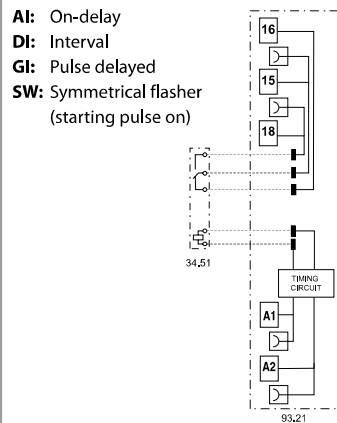 AI: On-delay
DI: Interval
GI: Pulse delayed
SW: Symmetrical flasher
(starting pulse on)
16
15
18
34.51
TIMING
CIRCUIT
A1
A2
93.21